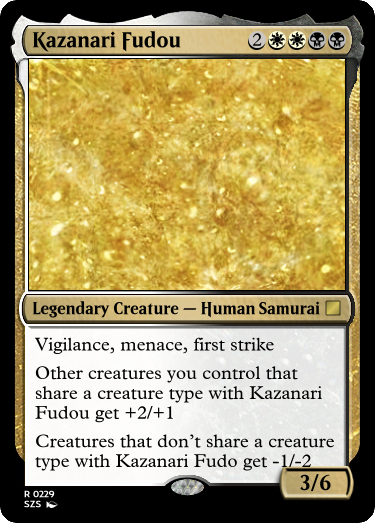 Kazanari Fudou 2
Legendary Creature — Human Samurai
Vigilance, menace, first strike
Other creatures you control that
share a creature type with Kazanari
Fudou get +2/+1
Creatures that don't share a creature
type with Kazanari Fudo get -1/-2
3/6
R 0229
SZS